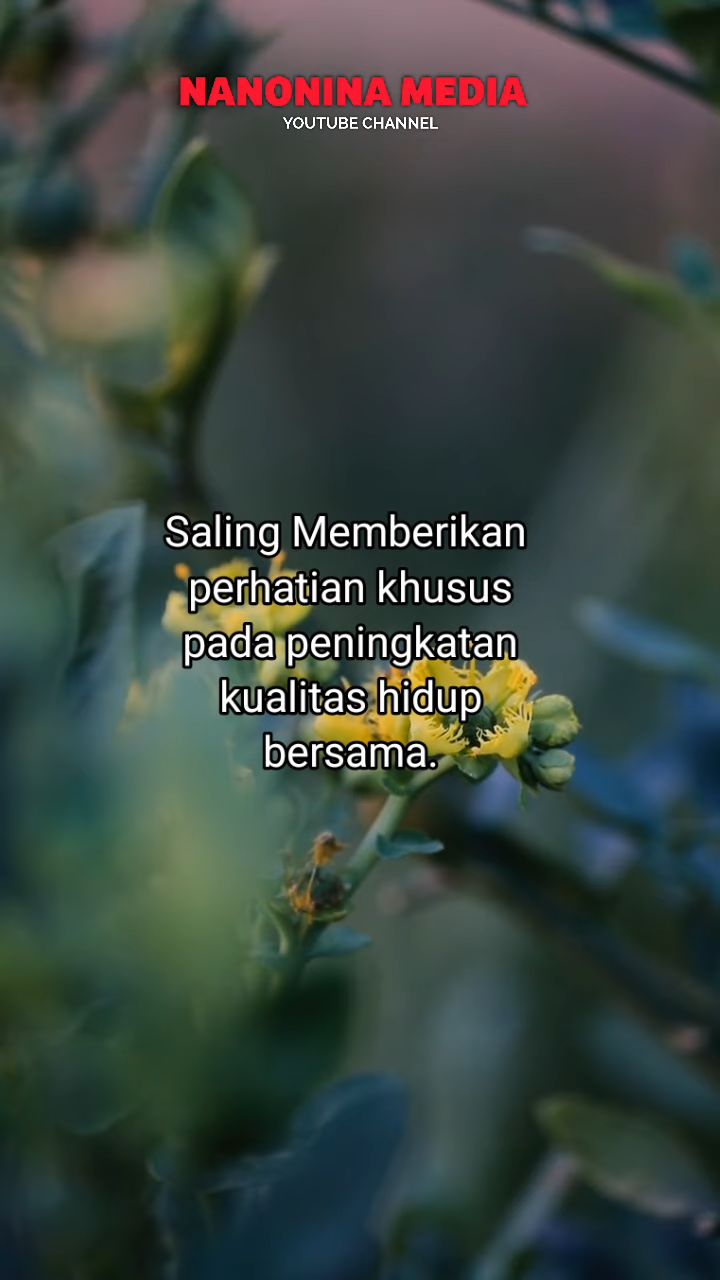 NANONINA MEDIA
YOUTUBE CHANNEL
Saling Memberikan
perhatian khusus
pada peningkatan
kualitas hidup
bersama.